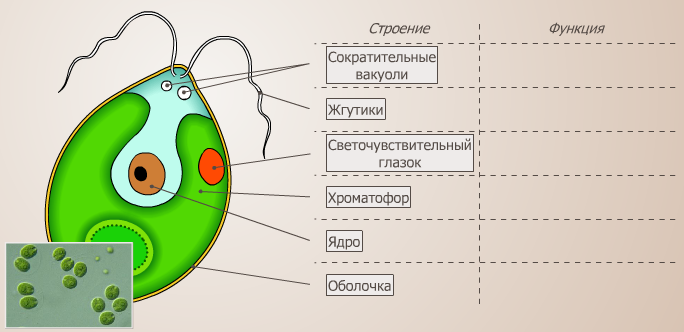 Строение
Функция
Сократительные
вакуоли
Жгутики
Светочувствительный
глазок
Хроматофор
Ядро
Оболочка